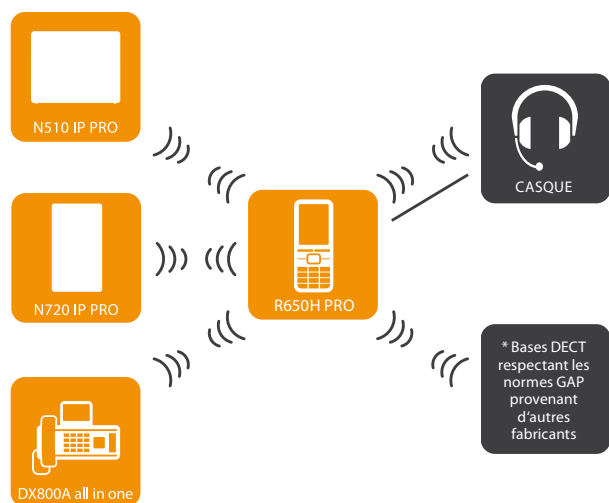 N510 IP PRO
CASQUE
N720 IP PRO
R650H PRO
* Bases DECT
respectant les
normes GAP
provenant
d‘autres
fabricants
DX800A all in one